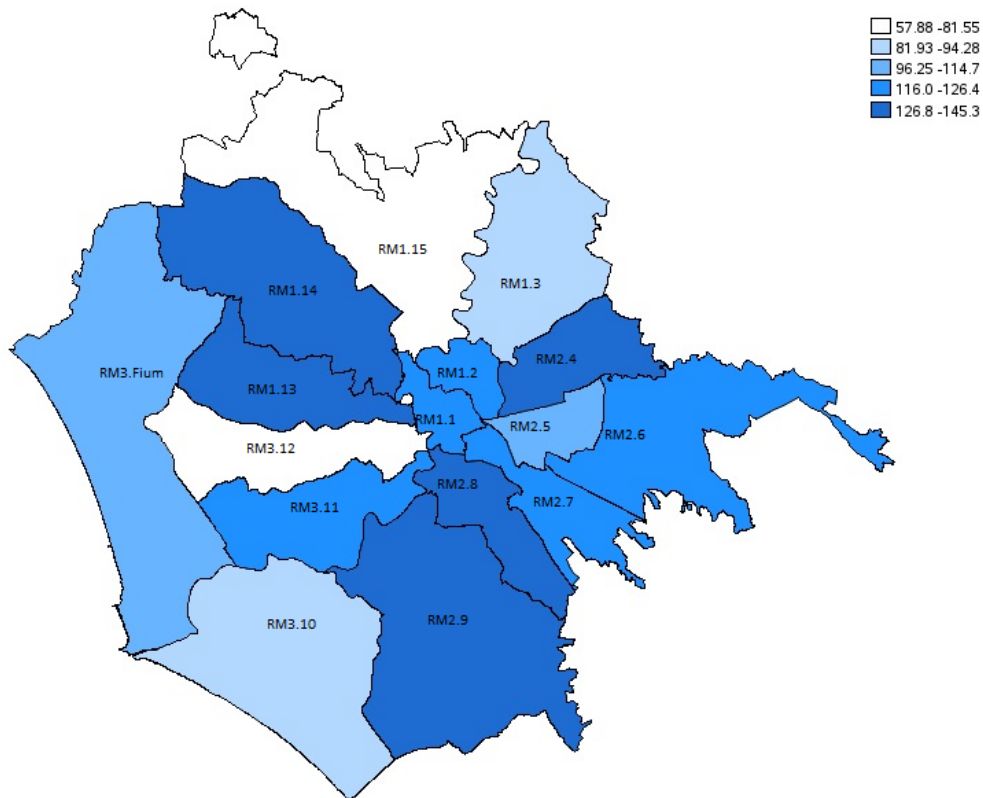 57.88 -81.55
81.93 -94.28
96.25 -114.7
116.0 -126.4
126.8 -145.3
RM1.15
RM1.3
RM1.14
RM2.4
RM3.Fium
RM1.2
RM1.13
RM1.1
RM2.5
RM2.6
RM3.12
RM2.8
RM2.7
RM3.11
RM3.10
RM2.9